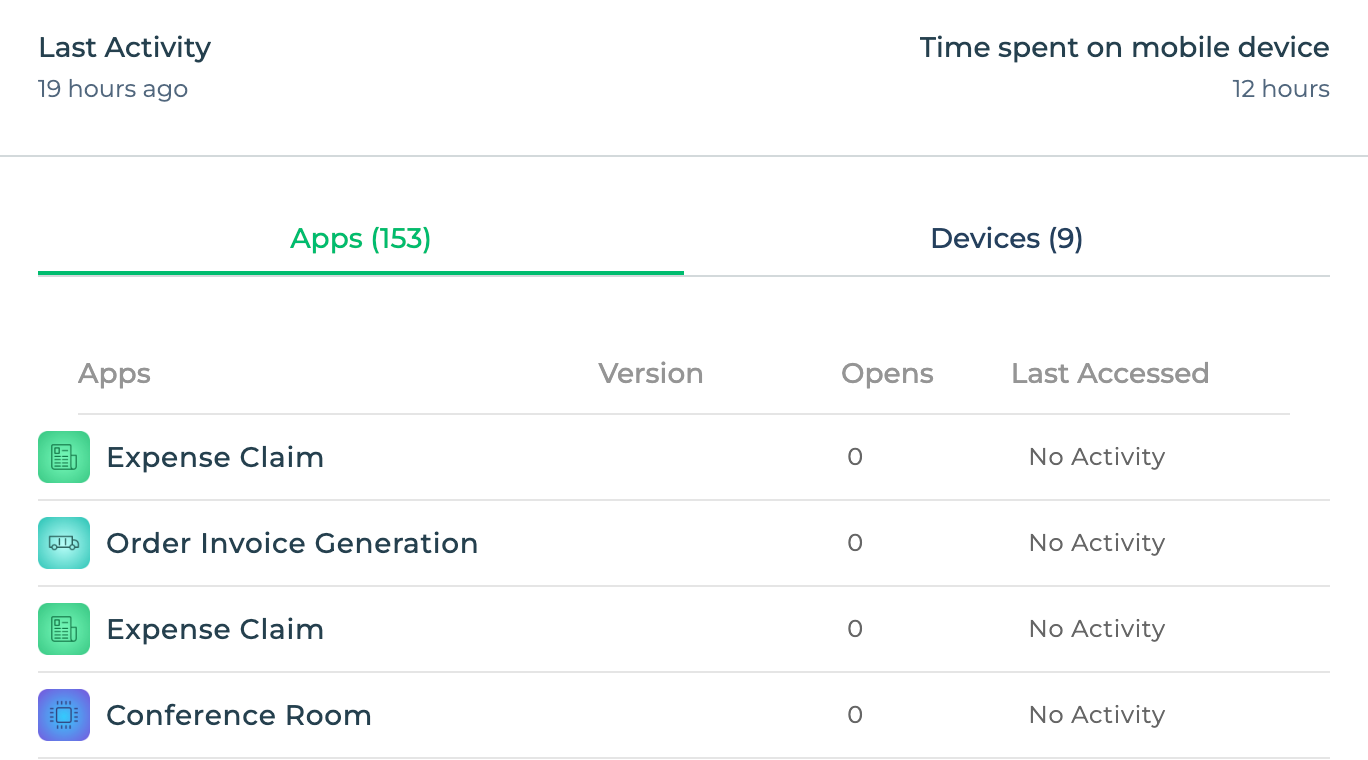 Last Activity
Time spent on mobile device
19 hours ago
12 hours
Apps (153)
Devices (9)
Apps Version Opens Last Accessed
Expense Claim 0 No Activity
Order Invoice Generation 0 No Activity
Expense Claim 0 No Activity
Conference Room 0 No Activity